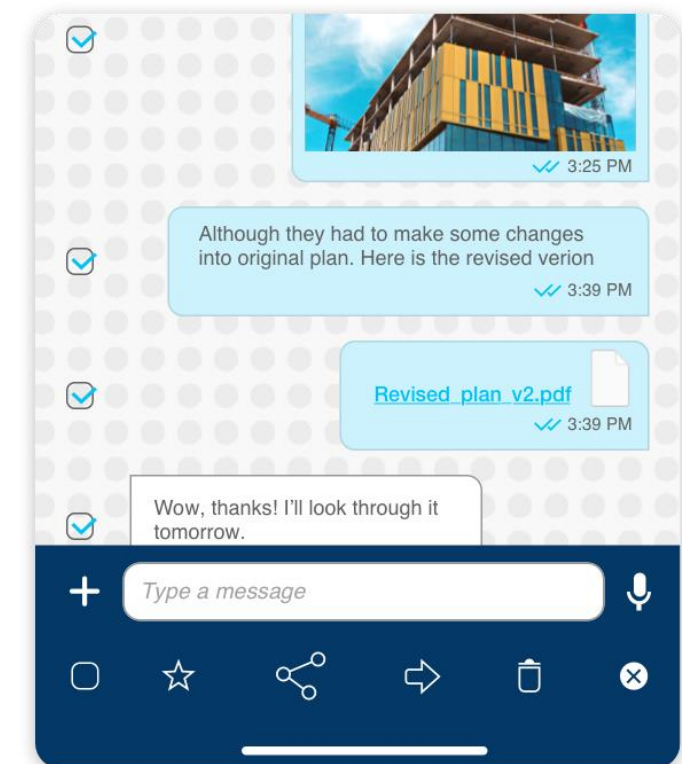 3:25 PM
Although they had to make some changes
into original plan. Here is the revised verion
3:39 PM
Revised_plan_v2.pdf
3:39 PM
Wow, thanks! I'll look through it
tomorrow.
Type a message